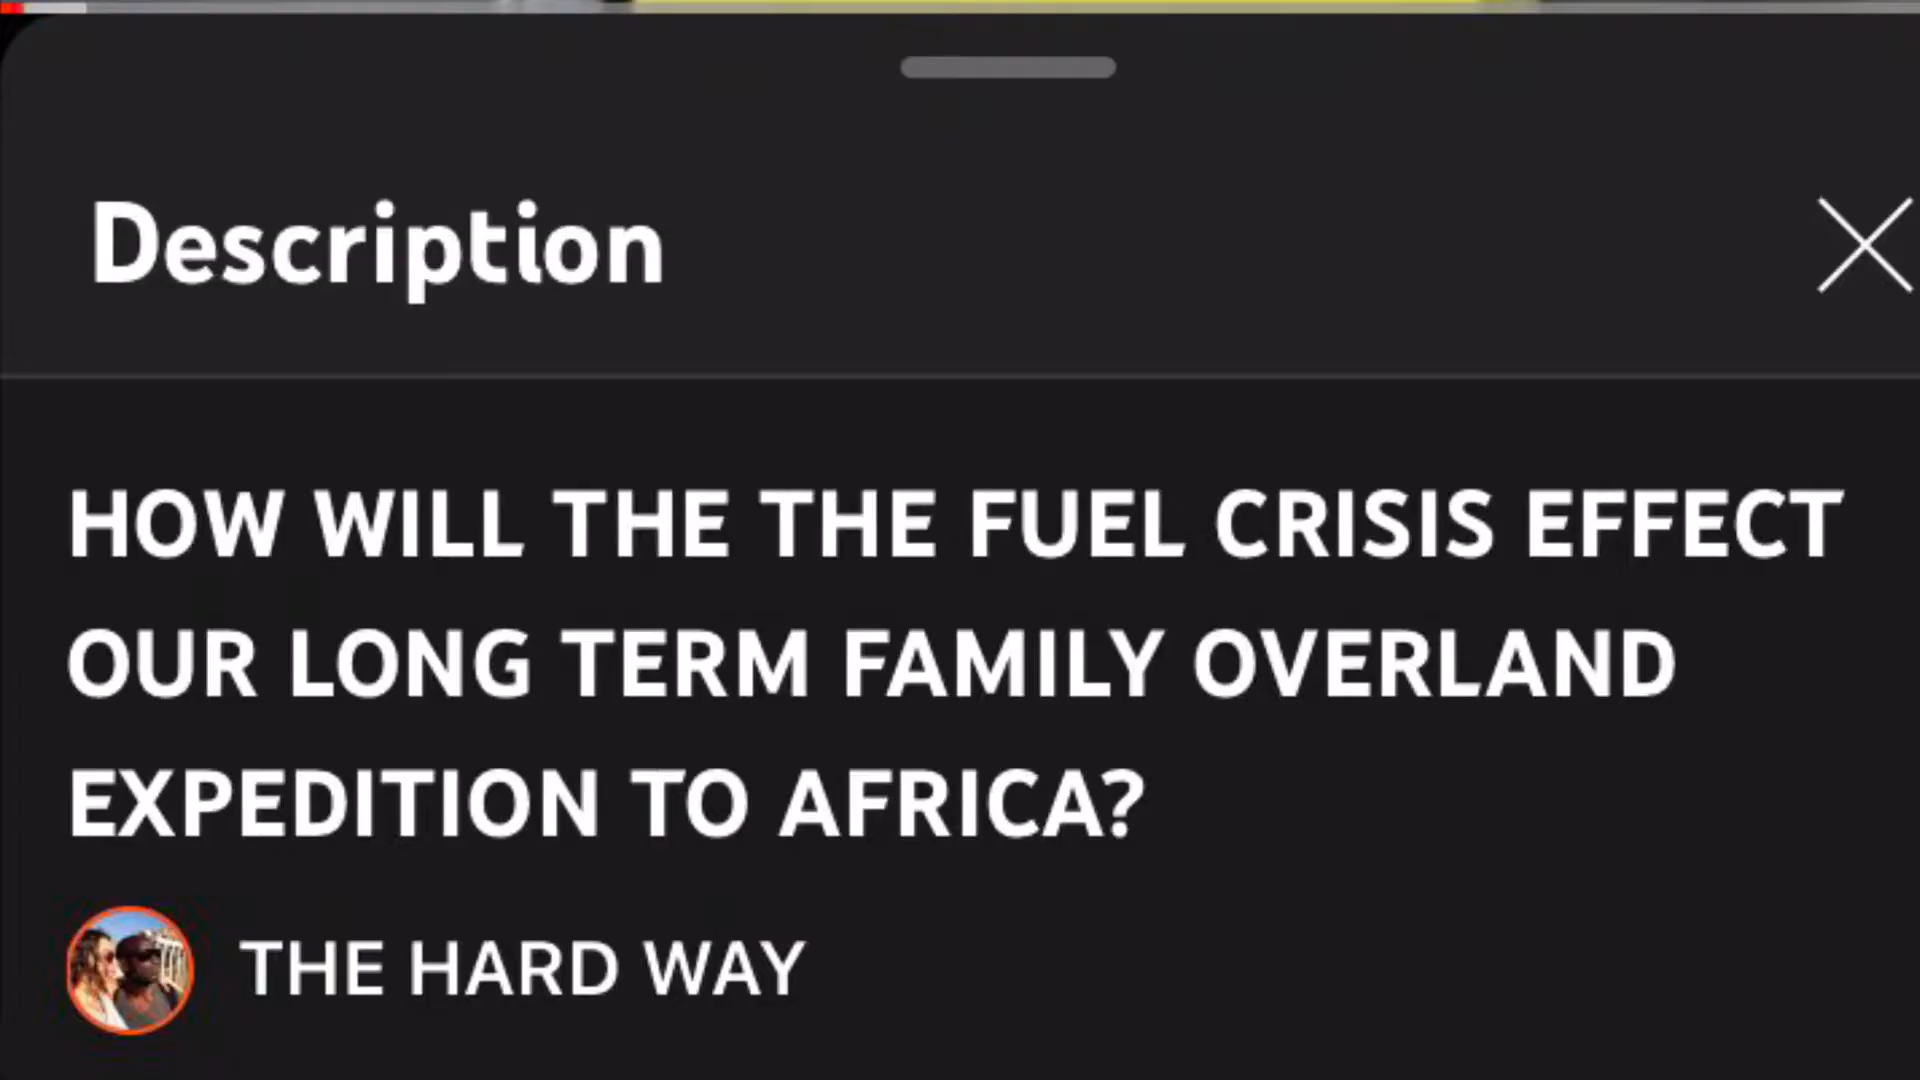 Description
HOW WILL THE THE FUEL CRISIS EFFECT
OUR LONG TERM FAMILY OVERLAND
EXPEDITION TO AFRICA?
THE HARD WAY